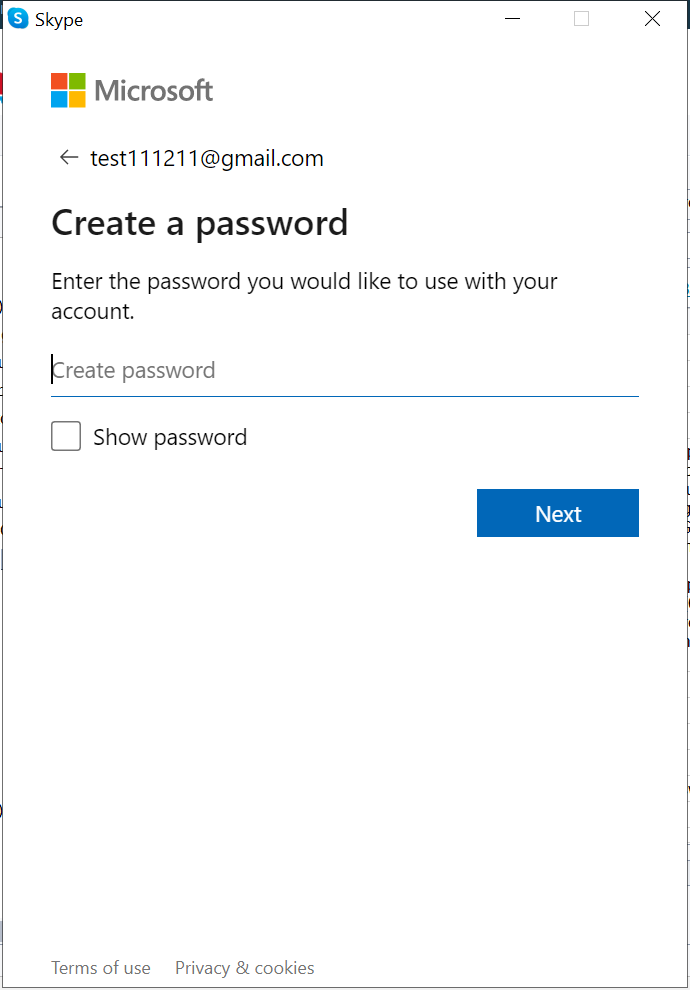 Skype
Microsoft
test111211@gmail.com
Create a password
Enter the password you would like to use with your
account.
Create password
Show password
Next
Terms of use Privacy & cookies